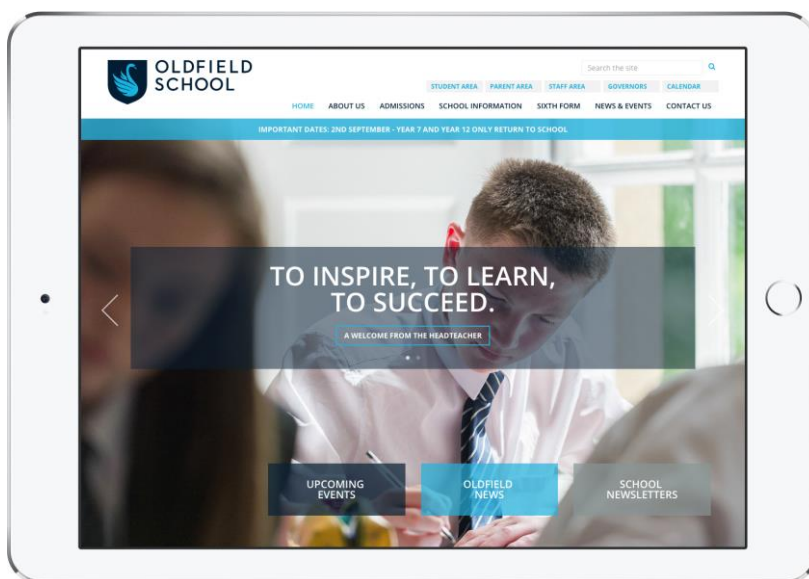 OLDFIELD
SCHOOL
Search the site
STUDENT AREA PARENT AREA STAFF AREA GOVERNORS CALENDAR
HOME ABOUT US ADMISSIONS SCHOOL INFORMATION SIXTH FORM NEWS & EVENTS CONTACT US
IMPORTANT DATES: 2ND SEPTEMBER - YEAR 7 AND YEAR 12 ONLY RETURN TO SCHOOL
TO INSPIRE, TO LEARN,
TO SUCCEED.
A WELCOME FROM THE HEADTEACHER
UPCOMING
EVENTS
OLDFIELD
NEWS
SCHOOL
NEWSLETTERS